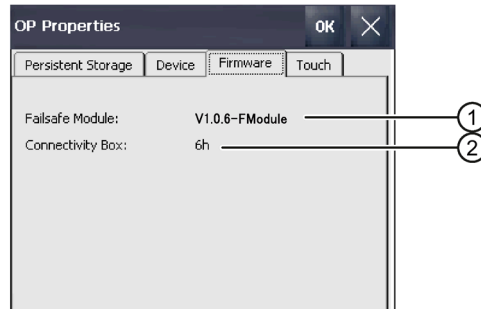 OP Properties OK
Persistent Storage Device Firmware Touch
Failsafe Module: V1.0.6-FModule 1
Connectivity Box: 6h 2